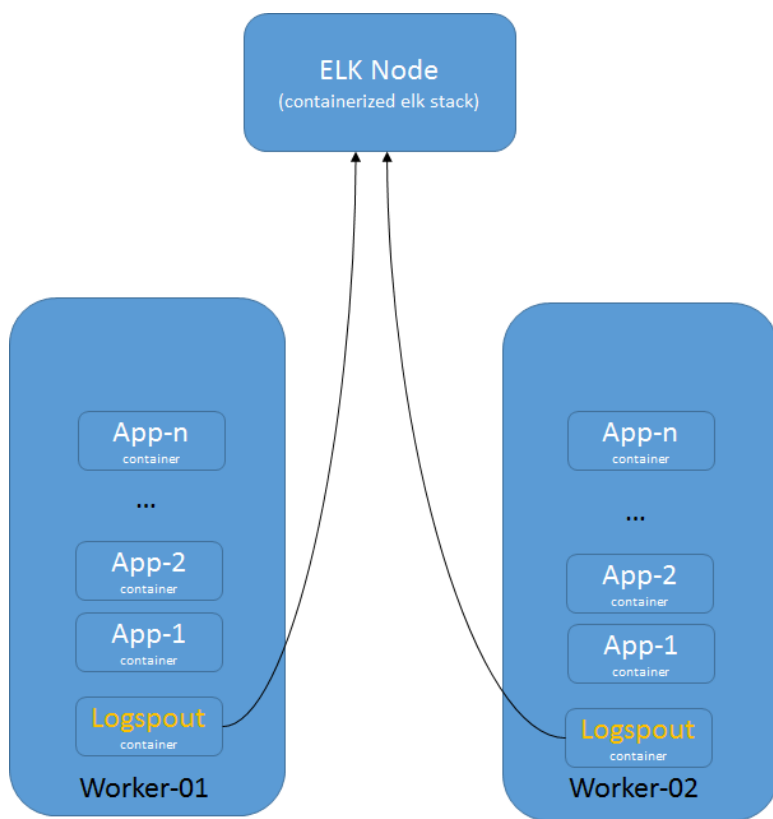 ELK Node
(containerized elk stack)
App-n
container
...
App-2
container
App-1
container
Logspout
container
Worker-01
App-n
container
...
App-2
container
App-1
container
Logspout
container
Worker-02